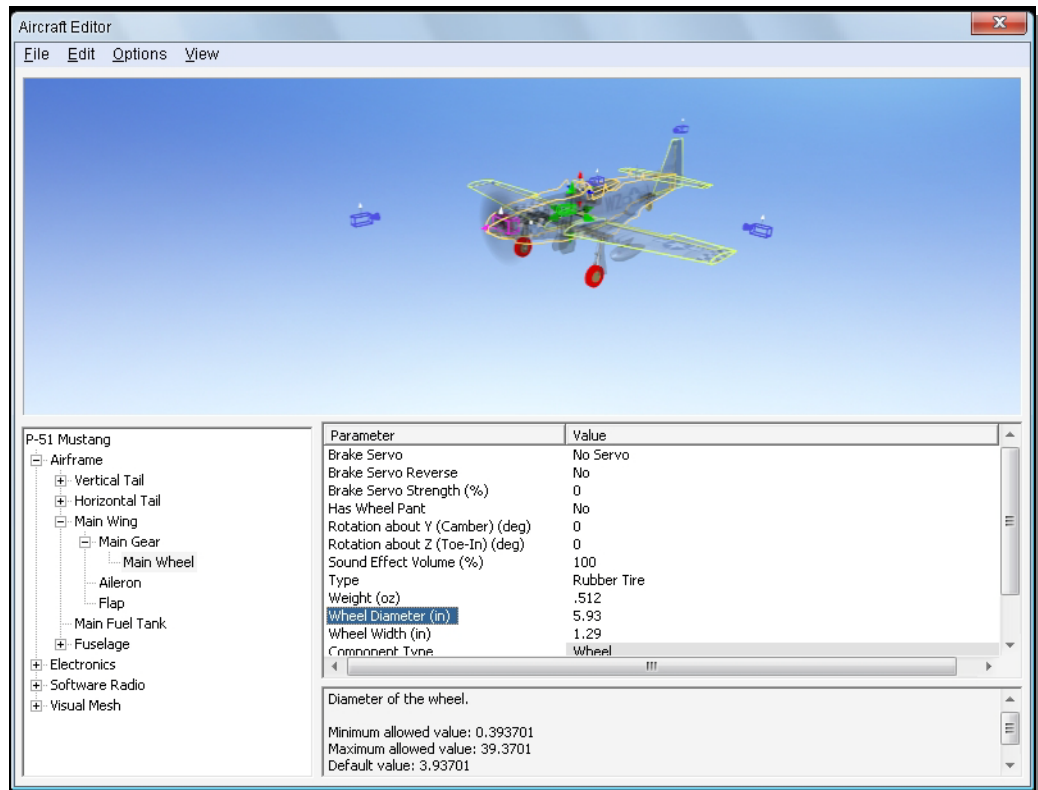 Aircraft Editor
File Edit Options View
P-51 Mustang
Airframe
Vertical Tail
Horizontal Tail
Main Wing
Main Gear
Main Wheel
Aileron
Flap
Main Fuel Tank
Fuselage
Electronics
Software Radio
Visual Mesh
Parameter Value
Brake Servo No Servo
Brake Servo Reverse No
Brake Servo Strength (%) 0
Has Wheel Pant No
Rotation about Y (Camber) (deg) 0
Rotation about Z (Toe-In) (deg) 0
Sound Effect Volume (%) 100
Type Rubber Tire
Weight (oz) .512
Wheel Diameter (in) 5.93
Wheel Width (in) 1.29
Component Type Wheel
Diameter of the wheel.
Minimum allowed value: 0.393701
Maximum allowed value: 39.3701
Default value: 3.93701